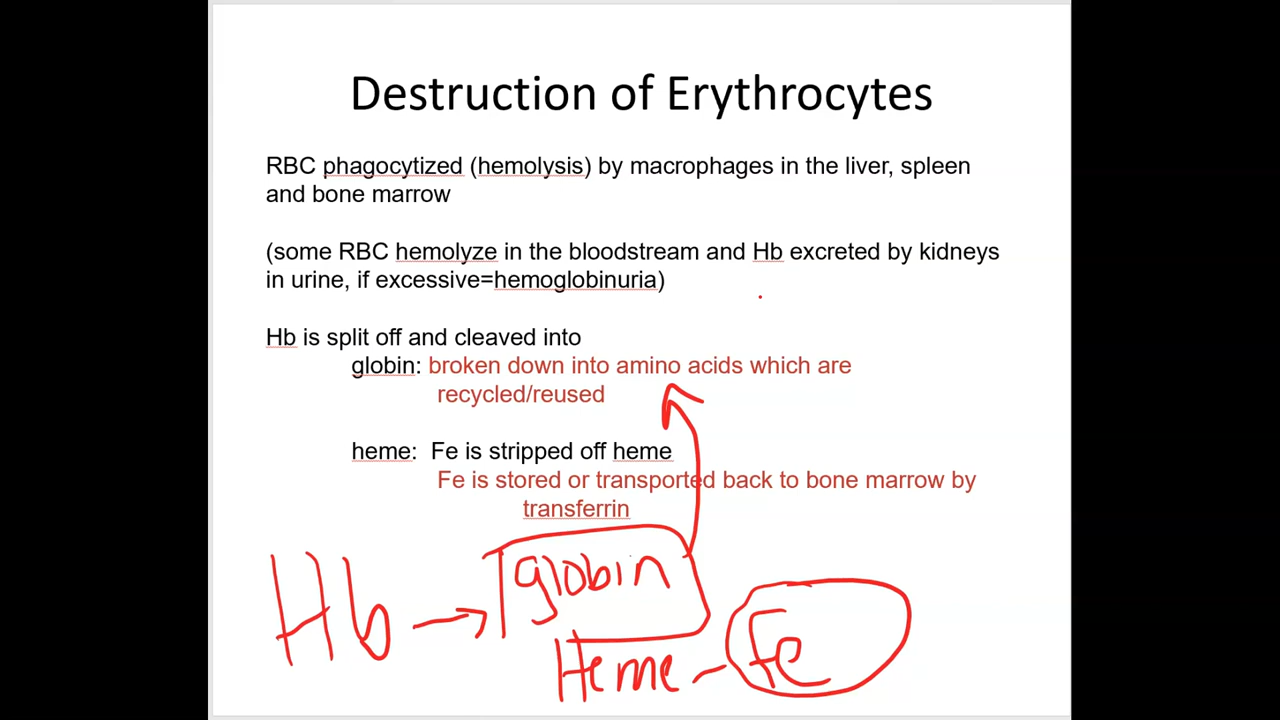 Destruction of Erythrocytes
RBC phagocytized (hemolysis) by macrophages in the liver, spleen
and bone marrow
(some RBC hemolyze in the bloodstream and Hb excreted by kidneys
in urine, if excessive=hemoglobinuria)
Hb is split off and cleaved into
globin: broken down into amino acids which are
recycled/reused
heme: Fe is stripped off heme
Fe is stored or transported back to bone marrow by
transferrin
Hb → globin
Heme - Fe